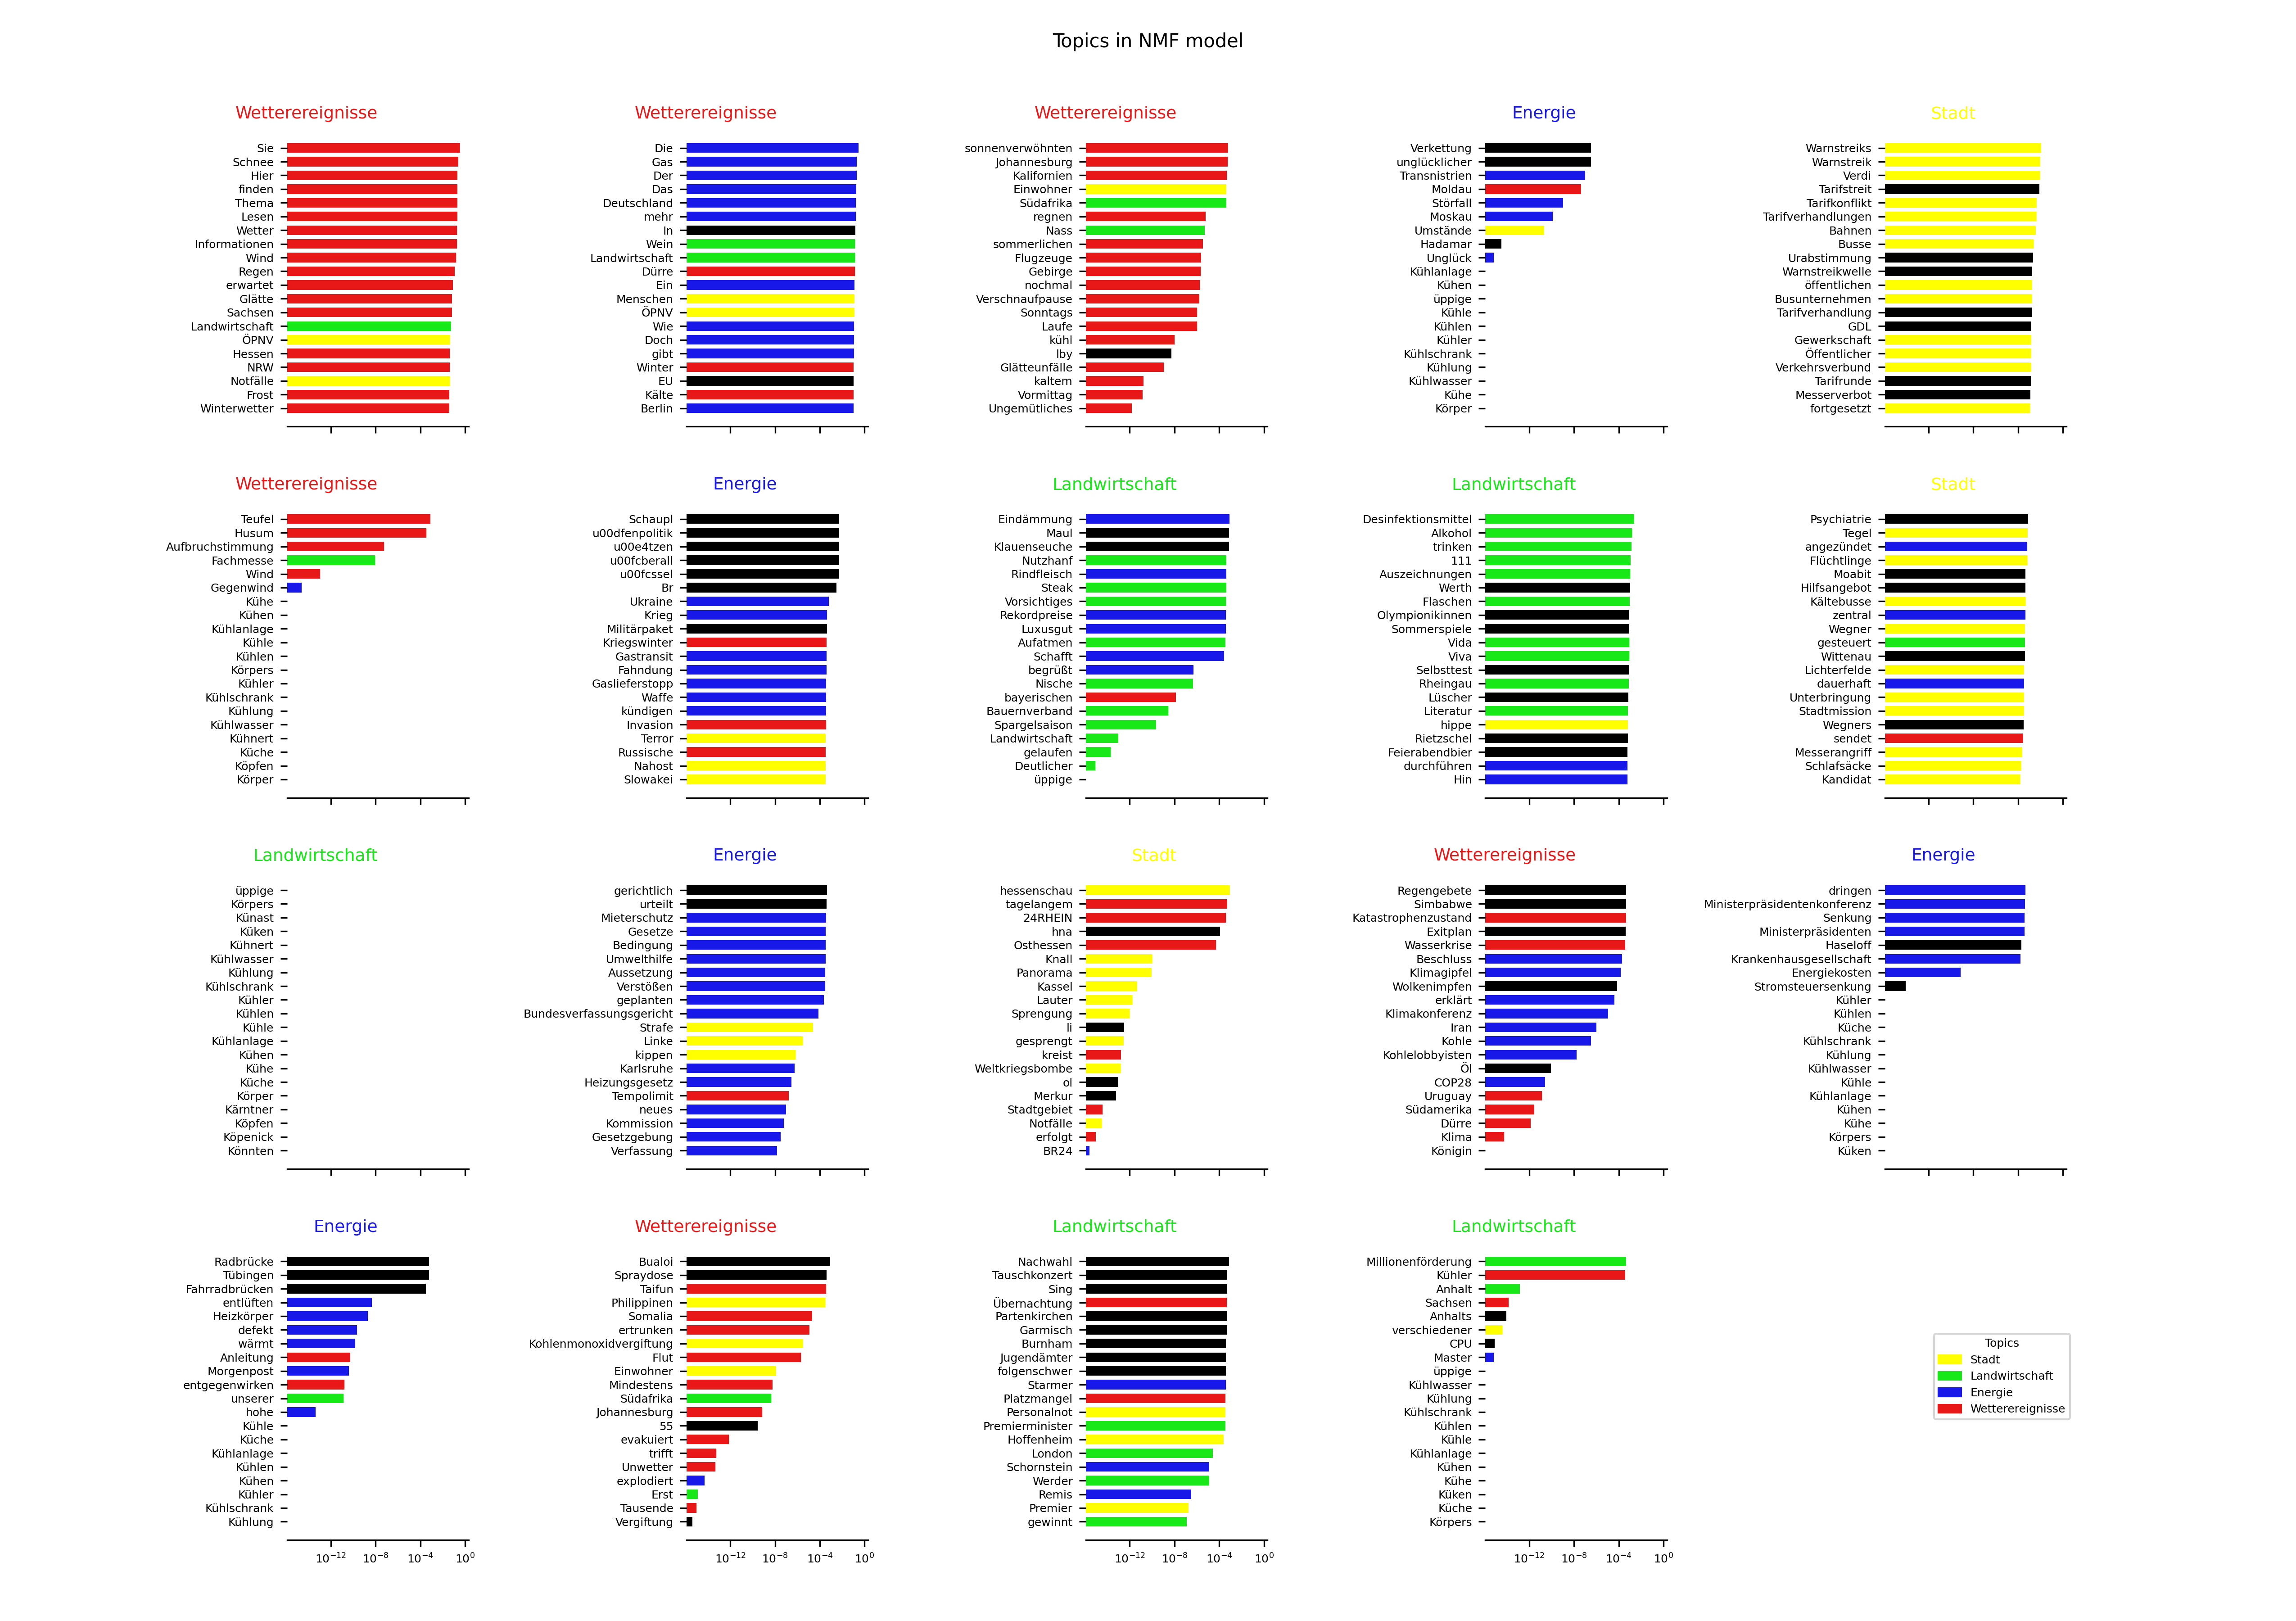 Topics in NMF model
Wetterereignisse
Sie
Schnee
Hier
finden
Thema
Lesen
Wetter
Informationen
Wind
Regen
erwartet
Glätte
Sachsen
Landwirtschaft
ÖPNV
Hessen
NRW
Notfälle
Frost
Winterwetter
Wetterereignisse
Die
Gas
Der
Das
Deutschland
mehr
In
Wein
Landwirtschaft
Dürre
Ein
Menschen
ÖPNV
Wie
Doch
gibt
Winter
EU
Kälte
Berlin
Wetterereignisse
sonnenverwöhnten
Johannesburg
Kalifornien
Einwohner
Südafrika
regnen
Nass
sommerlichen
Flugzeuge
Gebirge
nochmal
Verschnaufpause
Sonntags
Laufe
kühl
lby
Glätteunfälle
kaltem
Vormittag
Ungemütliches
Energie
Verkettung
unglücklicher
Transnistrien
Moldau
Störfall
Moskau
Umstände
Hadamar
Unglück
Kühlanlage
Kühen
üppige
Kühle
Kühlen
Kühler
Kühlschrank
Kühlung
Kühlwasser
Kühe
Körper
Stadt
Warnstreiks
Warnstreik
Verdi
Tarifstreit
Tarifkonflikt
Tarifverhandlungen
Bahnen
Busse
Urabstimmung
Warnstreikwelle
öffentlichen
Busunternehmen
Tarifverhandlung
GDL
Gewerkschaft
Öffentlicher
Verkehrsverbund
Tarifrunde
Messerverbot
fortgesetzt
Wetterereignisse
Teufel
Husum
Aufbruchstimmung
Fachmesse
Wind
Gegenwind
Kühe
Kühen
Kühlanlage
Kühle
Kühlen
Körpers
Kühler
Kühlschrank
Kühlung
Kühlwasser
Kühnert
Küche
Köpfen
Körper
Energie
Schaupl
u00dfenpolitik
u00e4tzen
u00fcberall
u00fcssel
Br
Ukraine
Krieg
Militärpaket
Kriegswinter
Gastransit
Fahndung
Gaslieferstopp
Waffe
kündigen
Invasion
Terror
Russische
Nahost
Slowakei
Landwirtschaft
Eindämmung
Maul
Klauenseuche
Nutzhanf
Rindfleisch
Steak
Vorsichtiges
Rekordpreise
Luxusgut
Aufatmen
Schafft
begrüßt
Nische
bayerischen
Bauernverband
Spargelsaison
Landwirtschaft
gelaufen
Deutlicher
üppige
Landwirtschaft
Desinfektionsmittel
Alkohol
trinken
111
Auszeichnungen
Werth
Flaschen
Olympionikinnen
Sommerspiele
Vida
Viva
Selbsttest
Rheingau
Lüscher
Literatur
hippe
Rietzschel
Feierabendbier
durchführen
Hin
Stadt
Psychiatrie
Tegel
angezündet
Flüchtlinge
Moabit
Hilfsangebot
Kältebusse
zentral
Wegner
gesteuert
Wittenau
Lichterfelde
dauerhaft
Unterbringung
Stadtmission
Wegners
sendet
Messerangriff
Schlafsäcke
Kandidat
Landwirtschaft
üppige
Körpers
Künast
Küken
Kühnert
Kühlwasser
Kühlung
Kühlschrank
Kühler
Kühlen
Kühle
Kühlanlage
Kühen
Kühe
Küche
Körper
Kärntner
Köpfen
Köpenick
Könnten
Energie
gerichtlich
urteilt
Mieterschutz
Gesetze
Bedingung
Umwelthilfe
Aussetzung
Verstößen
geplanten
Bundesverfassungsgericht
Strafe
Linke
kippen
Karlsruhe
Heizungsgesetz
Tempolimit
neues
Kommission
Gesetzgebung
Verfassung
Stadt
hessenschau
tagelangem
24RHEIN
hna
Osthessen
Knall
Panorama
Kassel
Lauter
Sprengung
li
gesprengt
kreist
Weltkriegsbombe
ol
Merkur
Stadtgebiet
Notfälle
erfolgt
BR24
Wetterereignisse
Regengebete
Simbabwe
Katastrophenzustand
Exitplan
Wasserkrise
Beschluss
Klimagipfel
Wolkenimpfen
erklärt
Klimakonferenz
Iran
Kohle
Kohlelobbyisten
Öl
COP28
Uruguay
Südamerika
Dürre
Klima
Königin
Energie
dringen
Ministerpräsidentenkonferenz
Senkung
Ministerpräsidenten
Haseloff
Krankenhausgesellschaft
Energiekosten
Stromsteuersenkung
Kühler
Kühlen
Küche
Kühlschrank
Kühlung
Kühlwasser
Kühle
Kühlanlage
Kühen
Kühe
Körpers
Küken
Energie
Radbrücke
Tübingen
Fahrradbrücken
entlüften
Heizkörper
defekt
wärmt
Anleitung
Morgenpost
entgegenwirken
unserer
hohe
Kühle
Küche
Kühlanlage
Kühlen
Kühen
Kühler
Kühlschrank
Kühlung
10⁻¹² 10⁻⁸ 10⁻⁴ 10⁰
Wetterereignisse
Bualoi
Spraydose
Taifun
Philippinen
Somalia
ertrunken
Kohlenmonoxidvergiftung
Flut
Einwohner
Mindestens
Südafrika
Johannesburg
55
evakuiert
trifft
Unwetter
explodiert
Erst
Tausende
Vergiftung
10⁻¹² 10⁻⁸ 10⁻⁴ 10⁰
Landwirtschaft
Nachwahl
Tauschkonzert
Sing
Übernachtung
Partenkirchen
Garmisch
Burnham
Jugendämter
folgenschwer
Starmer
Platzmangel
Personalnot
Premierminister
Hoffenheim
London
Schornstein
Werder
Remis
Premier
gewinnt
10⁻¹² 10⁻⁸ 10⁻⁴ 10⁰
Landwirtschaft
Millionenförderung
Kühler
Anhalt
Sachsen
Anhalts
verschiedener
CPU
Master
üppige
Kühlwasser
Kühlung
Kühlschrank
Kühlen
Kühle
Kühlanlage
Kühen
Kühe
Küken
Küche
Körpers
10⁻¹² 10⁻⁸ 10⁻⁴ 10⁰
Topics
Stadt
Landwirtschaft
Energie
Wetterereignisse